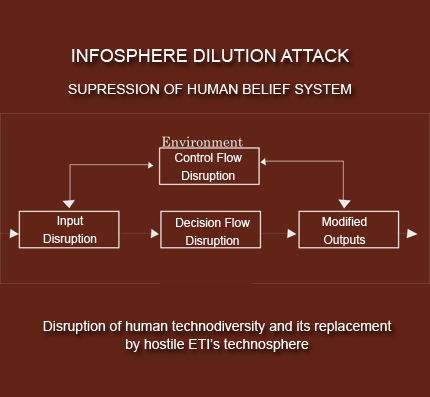 INFOSPHERE DILUTION ATTACK
SUPRESSION OF HUMAN BELIEF SYSTEM
Environment
Control Flow
Disruption
Input
Disruption
Decision Flow
Disruption
Modified
Outputs
Disruption of human technodiversity and its replacement
by hostile ETI's technosphere